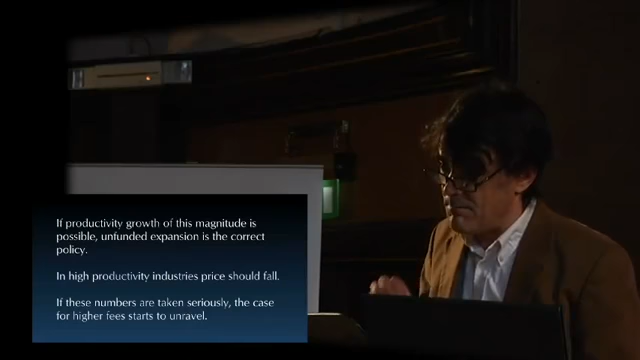 If productivity growth of this magnitude is
possible, unfunded expansion is the correct
policy.
In high productivity industries price should fall.
If these numbers are taken seriously, the case
for higher fees starts to unravel.